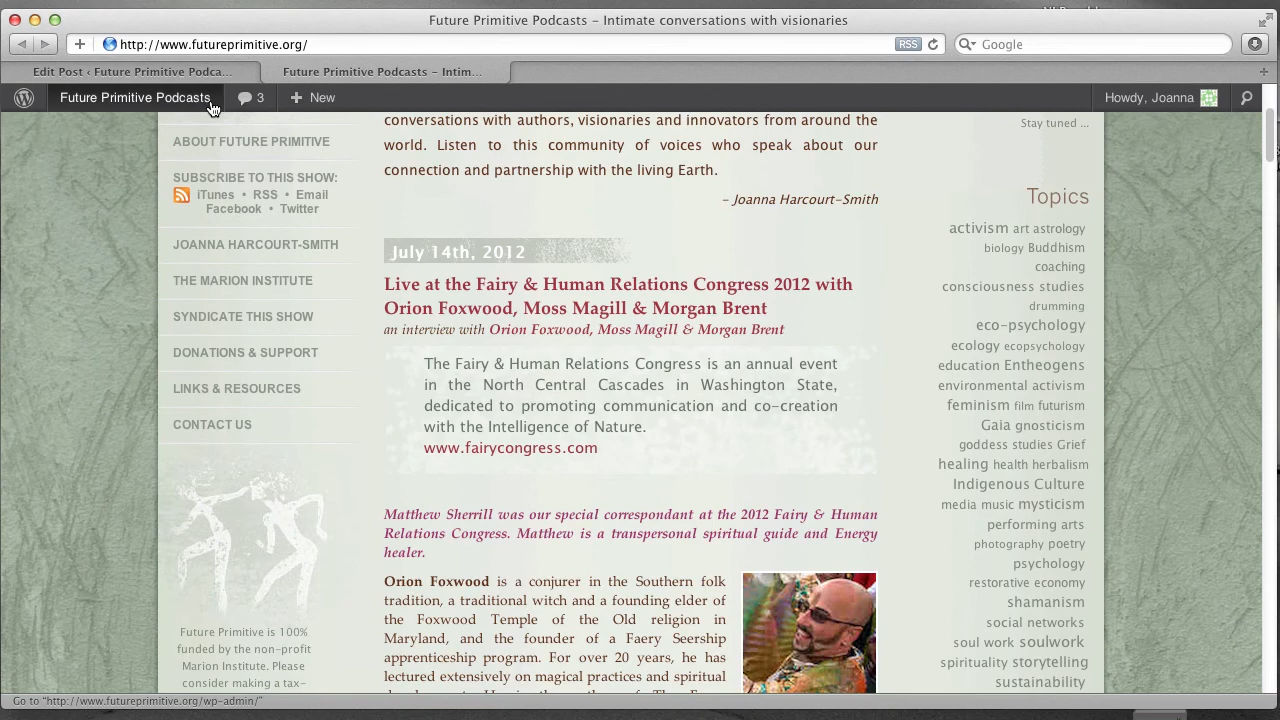 Future Primitive Podcasts – Intimate conversations with visionaries
http://www.futureprimitive.org/
RSS
Google
Edit Post ‹ Future Primitive Podca...
Future Primitive Podcasts – Intim...
Future Primitive Podcasts
3
New
Howdy, Joanna
ABOUT FUTURE PRIMITIVE
SUBSCRIBE TO THIS SHOW:
iTunes • RSS • Email
Facebook • Twitter
JOANNA HARCOURT-SMITH
THE MARION INSTITUTE
SYNDICATE THIS SHOW
DONATIONS & SUPPORT
LINKS & RESOURCES
CONTACT US
Future Primitive is 100%
funded by the non-profit
Marion Institute. Please
consider making a tax-
conversations with authors, visionaries and innovators from around the
world. Listen to this community of voices who speak about our
connection and partnership with the living Earth.
– Joanna Harcourt-Smith
July 14th, 2012
Live at the Fairy & Human Relations Congress 2012 with
Orion Foxwood, Moss Magill & Morgan Brent
an interview with Orion Foxwood, Moss Magill & Morgan Brent
The Fairy & Human Relations Congress is an annual event
in the North Central Cascades in Washington State,
dedicated to promoting communication and co-creation
with the Intelligence of Nature.
www.fairycongress.com
Matthew Sherrill was our special correspondant at the 2012 Fairy & Human
Relations Congress. Matthew is a transpersonal spiritual guide and Energy
healer.
Orion Foxwood is a conjurer in the Southern folk
tradition, a traditional witch and a founding elder of
the Foxwood Temple of the Old religion in
Maryland, and the founder of a Faery Seership
apprenticeship program. For over 20 years, he has
lectured extensively on magical practices and spiritual
Stay tuned ...
Topics
activism art astrology
biology Buddhism
coaching
consciousness studies
drumming
eco-psychology
ecology ecopsychology
education Entheogens
environmental activism
feminism film futurism
Gaia gnosticism
goddess studies Grief
healing health herbalism
Indigenous Culture
media music mysticism
performing arts
photography poetry
psychology
restorative economy
shamanism
social networks
soul work soulwork
spirituality storytelling
sustainability
Go to "http://www.futureprimitive.org/wp-admin/"